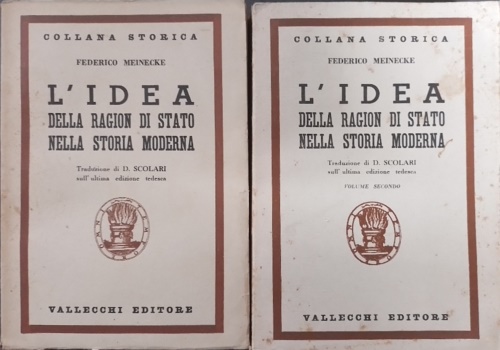 COLLANA STORICA
FEDERICO MEINECKE
L'IDEA
DELLA RAGION DI STATO
NELLA STORIA MODERNA
Traduzione di D. SCOLARI
sull'ultima edizione tedesca
VALLECCHI EDITORE
COLLANA STORICA
FEDERICO MEINECKE
L'IDEA
DELLA RAGION DI STATO
NELLA STORIA MODERNA
Traduzione di D. SCOLARI
sull'ultima edizione tedesca
VOLUME SECONDO
VALLECCHI EDITORE